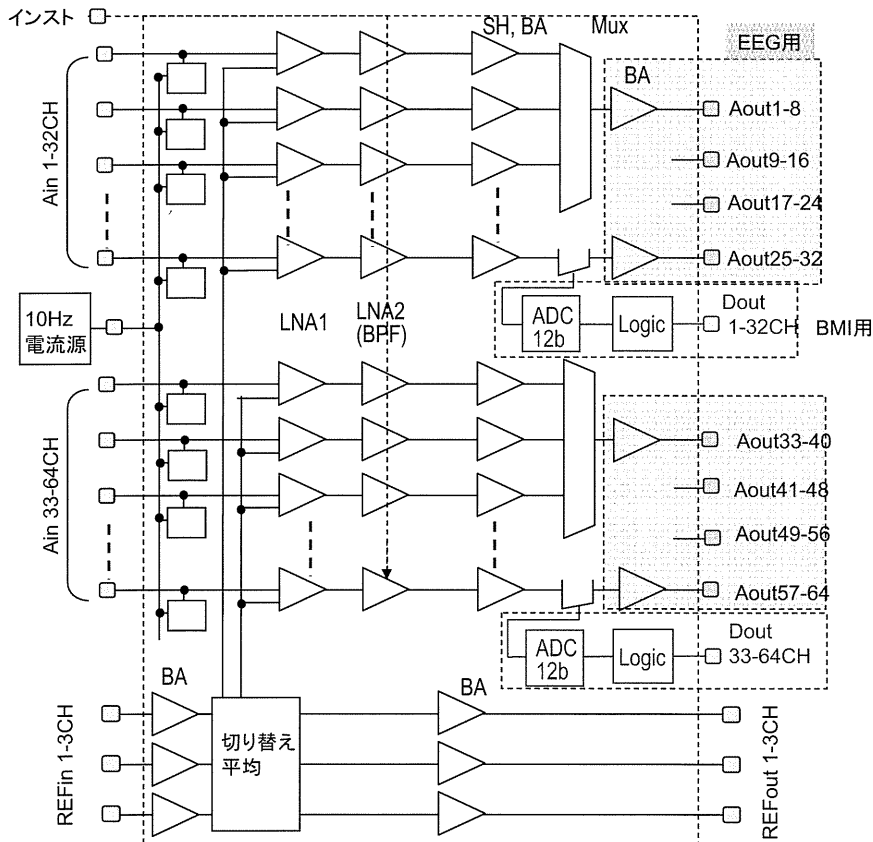 インスト
SH, BA
Mux
EEG用
BA
Ain 1-32CH
Aout1-8
Aout9-16
Aout17-24
Aout25-32
10Hz
電流源
LNA1
LNA2
(BPF)
ADC
12b
Logic
Dout
1-32CH
BMI用
Ain 33-64CH
Aout33-40
Aout41-48
Aout49-56
Aout57-64
ADC
12b
Logic
Dout
33-64CH
BA
BA
REFin 1-3CH
切り替え
平均
REFout 1-3CH